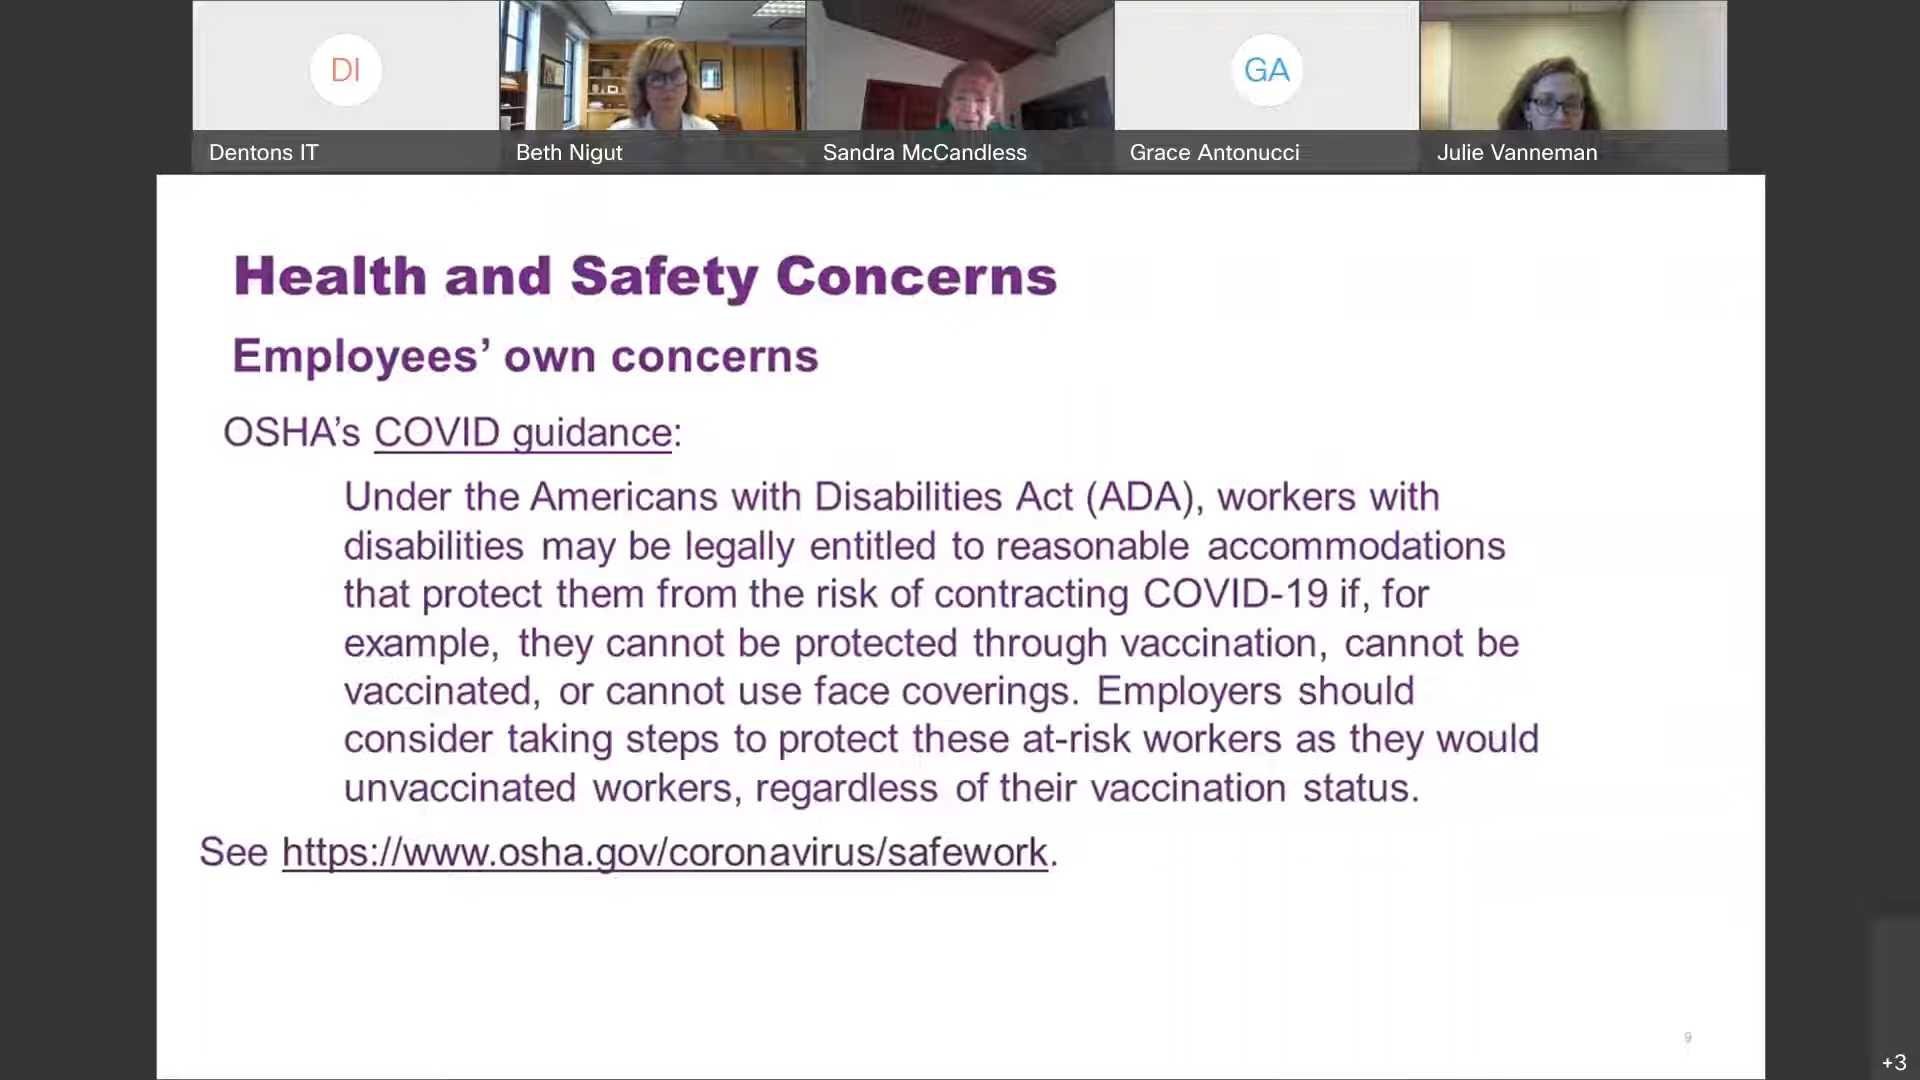 DI
GA
Dentons IT
Beth Nigut
Sandra McCandless
Grace Antonucci
Julie Vanneman
Health and Safety Concerns
Employees’ own concerns
OSHA’s COVID guidance:
Under the Americans with Disabilities Act (ADA), workers with
disabilities may be legally entitled to reasonable accommodations
that protect them from the risk of contracting COVID-19 if, for
example, they cannot be protected through vaccination, cannot be
vaccinated, or cannot use face coverings. Employers should
consider taking steps to protect these at-risk workers as they would
unvaccinated workers, regardless of their vaccination status.
See https://www.osha.gov/coronavirus/safework.
9
+3